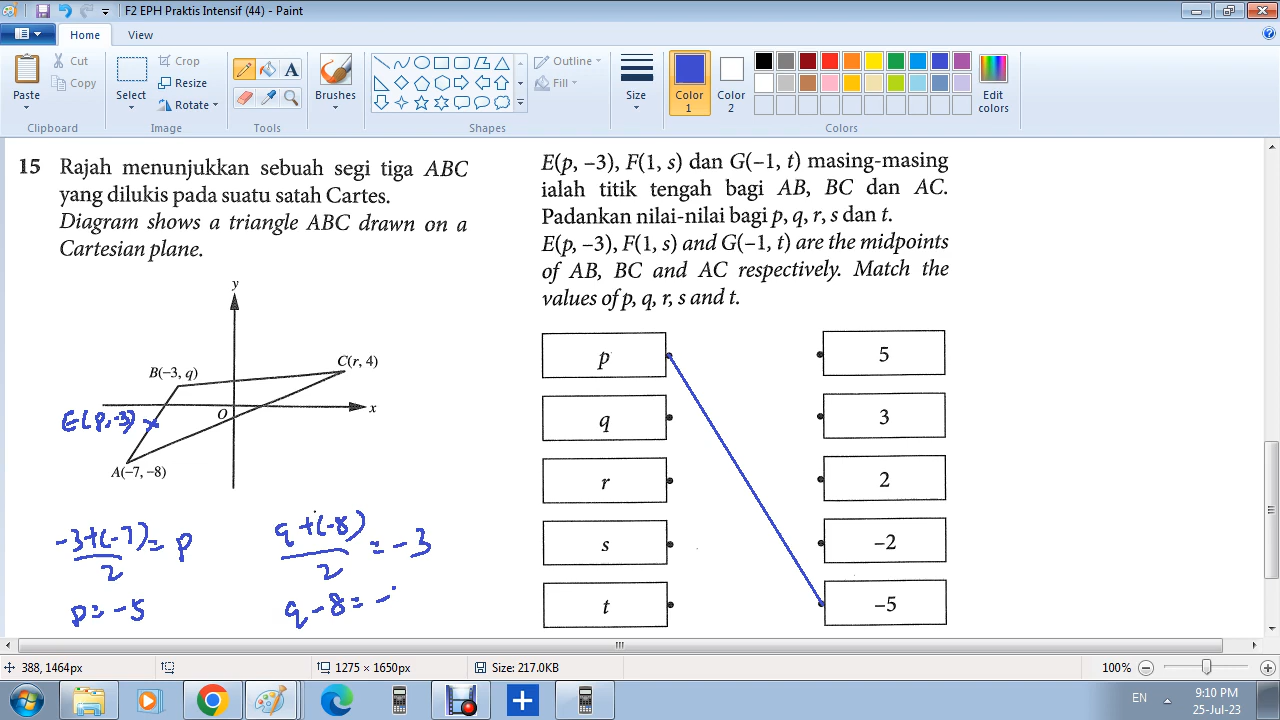 F2 EPH Praktis Intensif (44) - Paint
Home
View
Paste
Cut
Copy
Clipboard
Select
Crop
Resize
Rotate
Image
A
Tools
Brushes
Shapes
Outline
Fill
Size
Color 1
Color 2
Edit colors
Colors
15 Rajah menunjukkan sebuah segi tiga ABC
yang dilukis pada suatu satah Cartes.
Diagram shows a triangle ABC drawn on a
Cartesian plane.
y
C(r, 4)
B(−3, q)
O
x
E(p,-3)
A(−7, −8)
-3+(-7)/2 = p
p = -5
q+(-8)/2 = -3
q-8 = -
E(p, −3), F(1, s) dan G(−1, t) masing-masing
ialah titik tengah bagi AB, BC dan AC.
Padankan nilai-nilai bagi p, q, r, s dan t.
E(p, −3), F(1, s) and G(−1, t) are the midpoints
of AB, BC and AC respectively. Match the
values of p, q, r, s and t.
p
5
q
3
r
2
s
−2
t
−5
388, 1464px
1275 × 1650px
Size: 217.0KB
100%
EN
9:10 PM
25-Jul-23